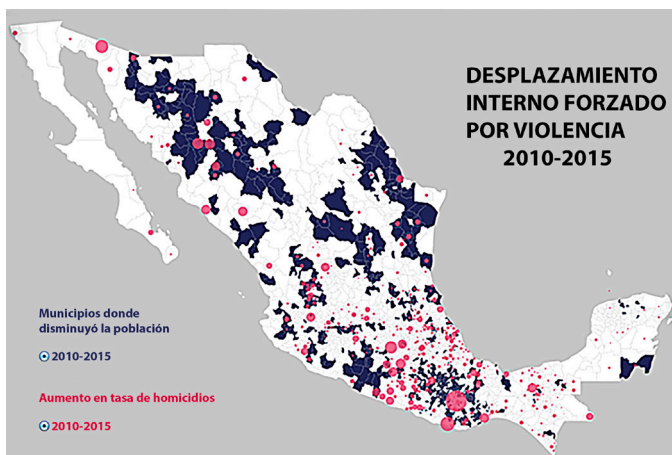 DESPLAZAMIENTO
INTERNO FORZADO
POR VIOLENCIA
2010-2015
Municipios donde
disminuyó la población
2010-2015
Aumento en tasa de homicidios
2010-2015